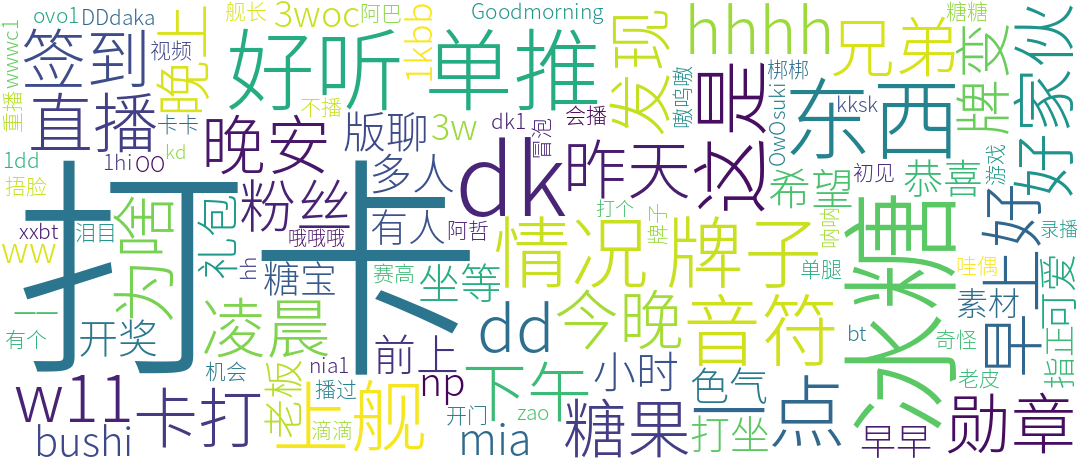 ovo1
DDdaka
舰长
3woc
阿巴
Goodmorning
hhhh
兄弟
糖糖
wwwc1
签到
视频
晚上
好听
单推
1kbb
发现
变
家伙
重播
直播
卡卡
不播
版聊
3w
会播
嗷呜嗷
这是
梆梆
东西
kksk
牌
1dd
kd
1hi
oo
晚安
dk1
冒泡
昨天
OwOsuki
初见
恭喜
游戏
好好
捂脸
粉丝
多人
dk
希望
xxbt
泪目
为啥
礼包
哦哦哦
有人
阿哲
打个
牌子
呐呐
录播
ww
打卡
hh
糖宝
赛高
坐等
情况
牌子
单腿
冰糖
哇偶
素材
早上
可爱
一一
有个
开奖
凌晨
前上
dd
今晚
音符
bt
奇怪
指正
w11
卡打
机会
老板
nia1
播过
上舰
np
下午
小时
色气
一点
老皮
bushi
滴滴
开门
mia
zao
糖果
打坐
早早
勋章